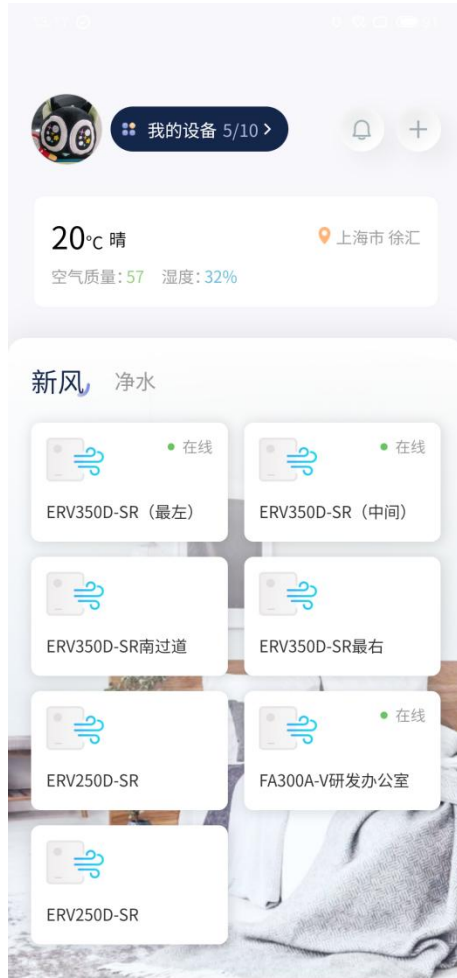 我的设备 5/10 >
20°C 晴
上海市 徐汇
空气质量：57 湿度：32%
新风 净水
在线
在线
ERV350D-SR（最左）
ERV350D-SR（中间）
ERV350D-SR南过道
ERV350D-SR最右
在线
ERV250D-SR
FA300A-V研发办公室
ERV250D-SR